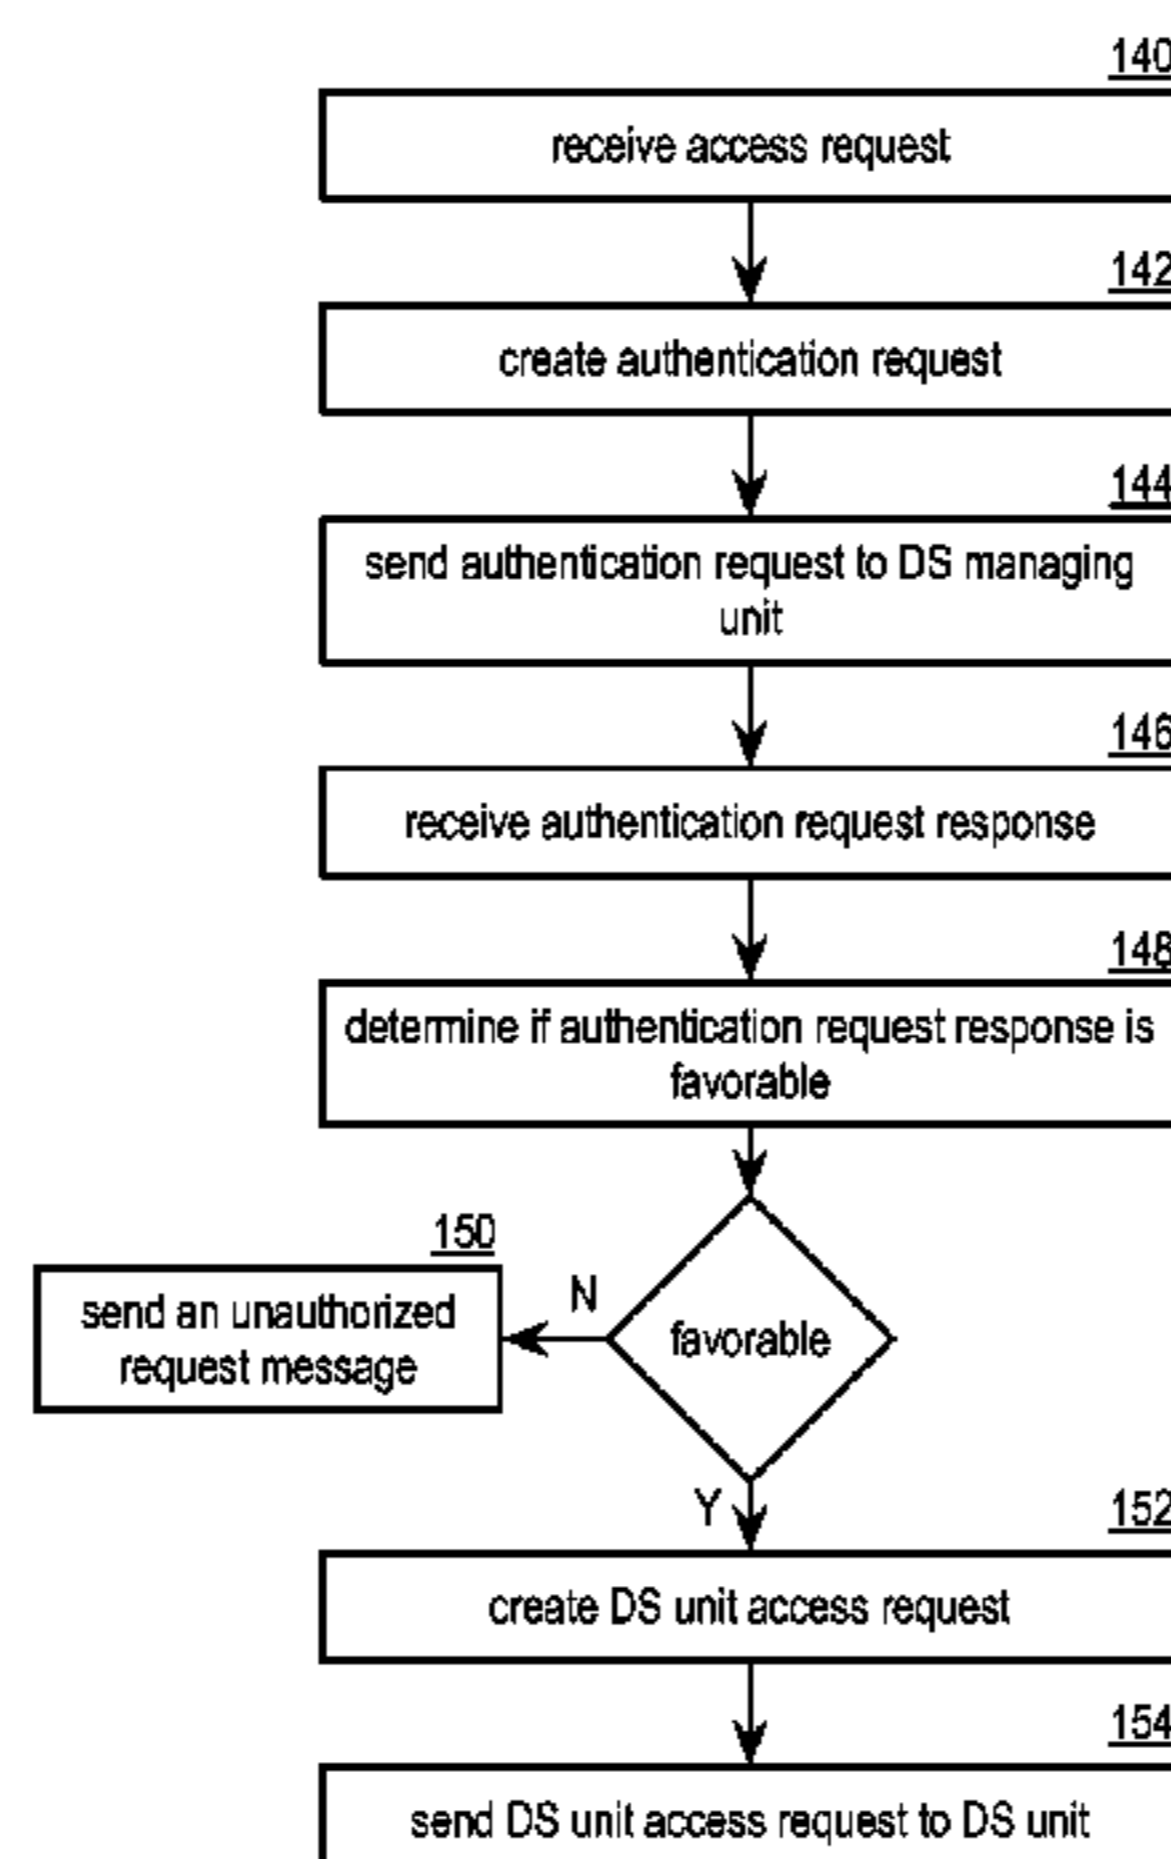 140
receive access request
142
create authentication request
144
send authentication request to DS managing
unit
146
receive authentication request response
148
determine if authentication request response is
favorable
150
send an unauthorized
request message
N
favorable
Y
152
create DS unit access request
154
send DS unit access request to DS unit